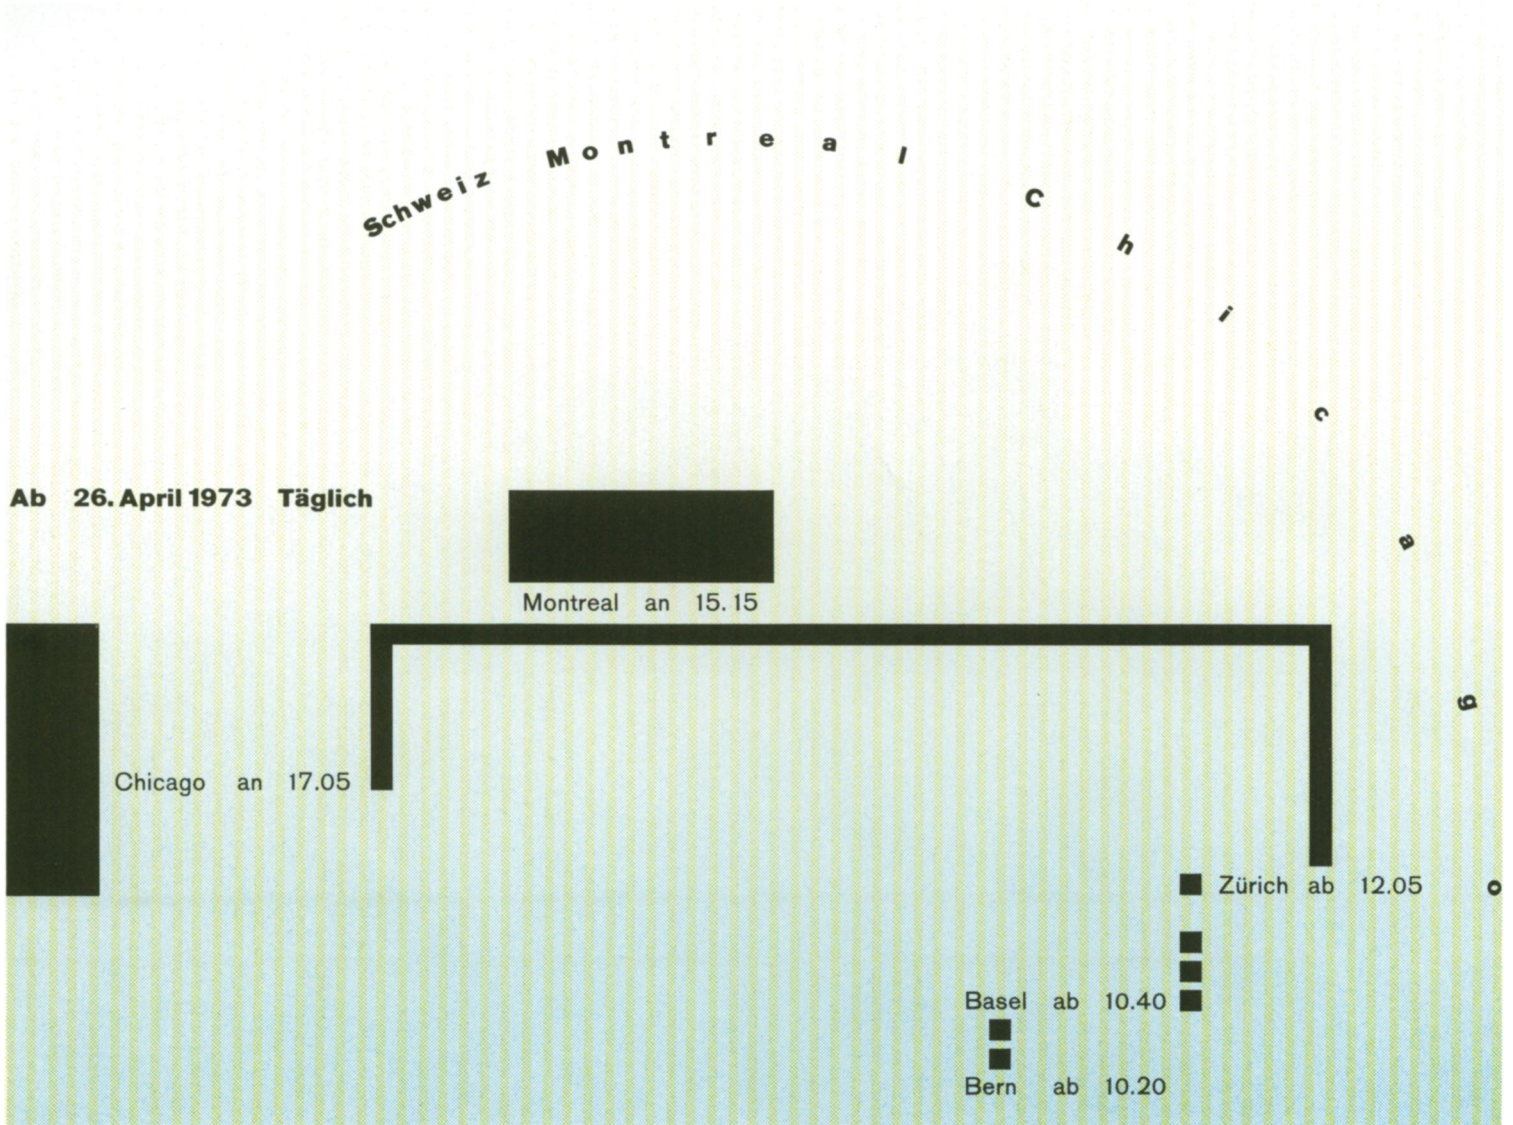 Schweiz Montreal Chicago
Ab 26. April 1973 Täglich
Montreal an 15.15
Chicago an 17.05
Zürich ab 12.05
Basel ab 10.40
Bern ab 10.20